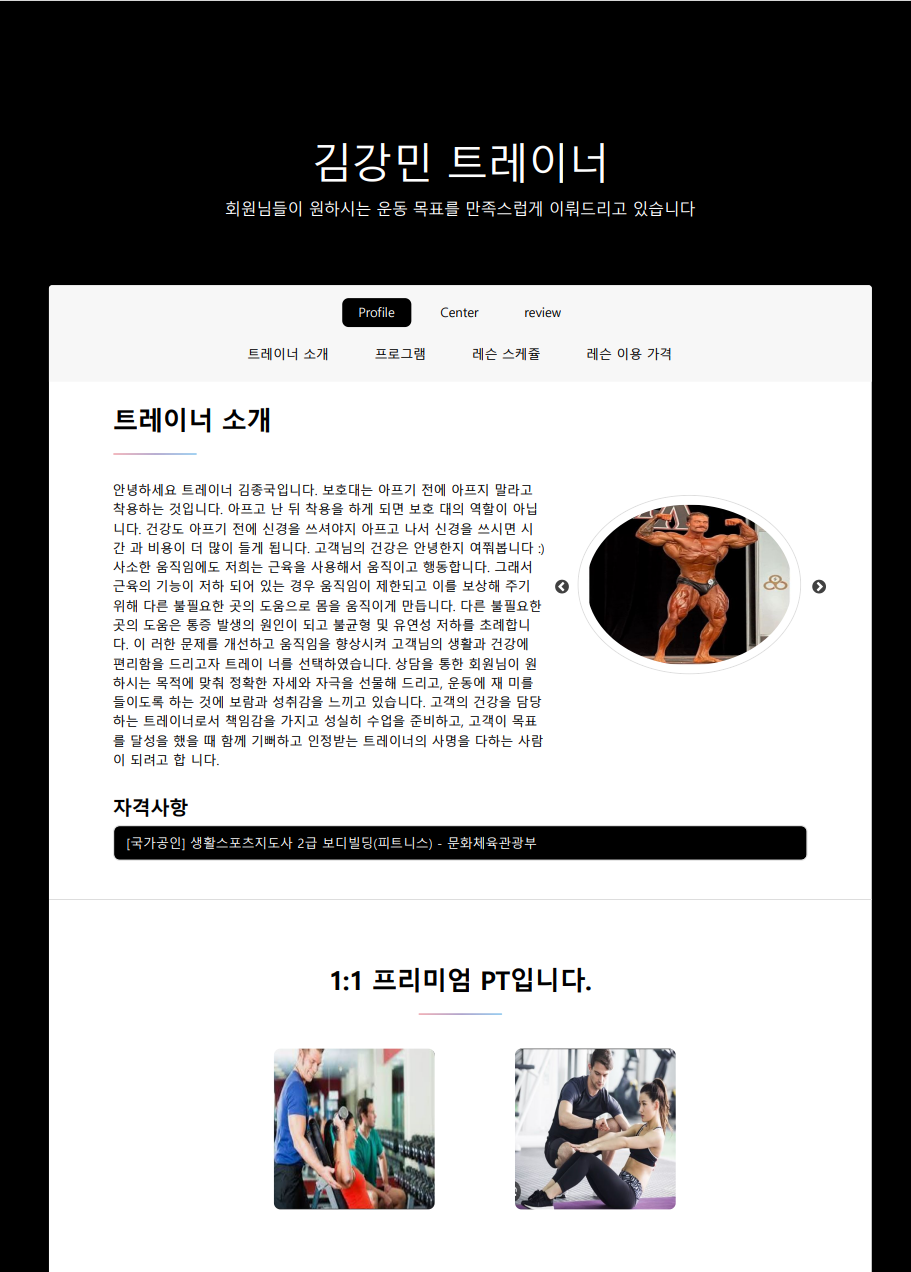 김강민 트레이너
회원님들이 원하시는 운동 목표를 만족스럽게 이뤄드리고 있습니다
Profile Center review
트레이너 소개 프로그램 레슨 스케쥴 레슨 이용 가격
트레이너 소개
안녕하세요 트레이너 김종국입니다. 보호대는 아프기 전에 아프지 말라고
착용하는 것입니다. 아프고 난 뒤 착용을 하게 되면 보호 대의 역할이 아닙
니다. 건강도 아프기 전에 신경을 쓰셔야지 아프고 나서 신경을 쓰시면 시
간 과 비용이 더 많이 들게 됩니다. 고객님의 건강은 안녕한지 여쭤봅니다 :)
사소한 움직임에도 저희는 근육을 사용해서 움직이고 행동합니다. 그래서
근육의 기능이 저하 되어 있는 경우 움직임이 제한되고 이를 보상해 주기
위해 다른 불필요한 곳의 도움으로 몸을 움직이게 만듭니다. 다른 불필요한
곳의 도움은 통증 발생의 원인이 되고 불균형 및 유연성 저하를 초례합니
다. 이 러한 문제를 개선하고 움직임을 향상시켜 고객님의 생활과 건강에
편리함을 드리고자 트레이 너를 선택하였습니다. 상담을 통한 회원님이 원
하시는 목적에 맞춰 정확한 자세와 자극을 선물해 드리고, 운동에 재 미를
들이도록 하는 것에 보람과 성취감을 느끼고 있습니다. 고객의 건강을 담당
하는 트레이너로서 책임감을 가지고 성실히 수업을 준비하고, 고객이 목표
를 달성을 했을 때 함께 기뻐하고 인정받는 트레이너의 사명을 다하는 사람
이 되려고 합 니다.
자격사항
[국가공인] 생활스포츠지도사 2급 보디빌딩(피트니스) - 문화체육관광부
1:1 프리미엄 PT입니다.